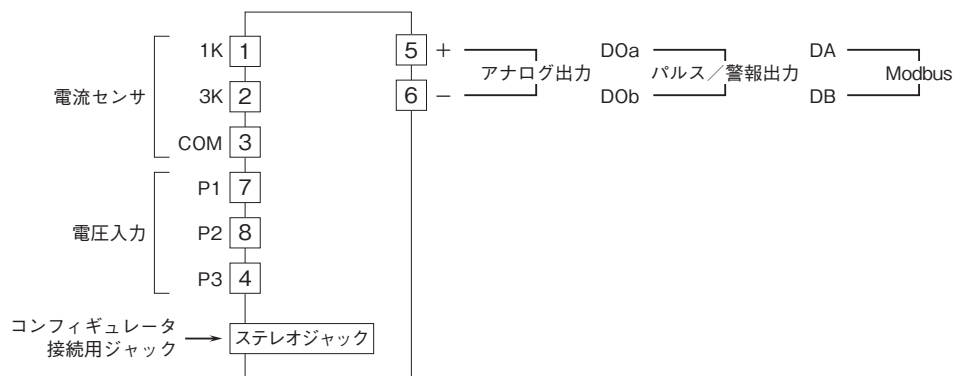 電流センサ
1K 1
3K 2
COM 3
電圧入力
P1 7
P2 8
P3 4
コンフィギュレータ
接続用ジャック
ステレオジャック
5 +
6 −
アナログ出力
DOa
DOb
パルス／警報出力
DA
DB
Modbus